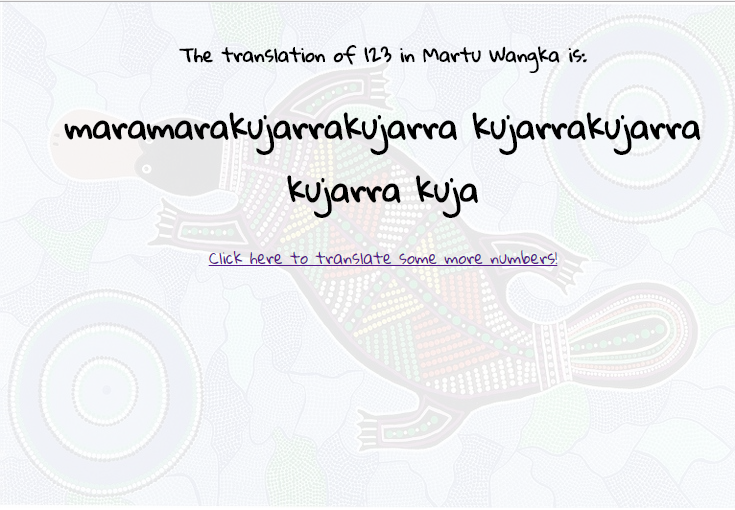 The translation of 123 in Martu Wangka is:
maramarakujarrakujarra kujarrakujarra
kujarra kuja
Click here to translate some more numbers!